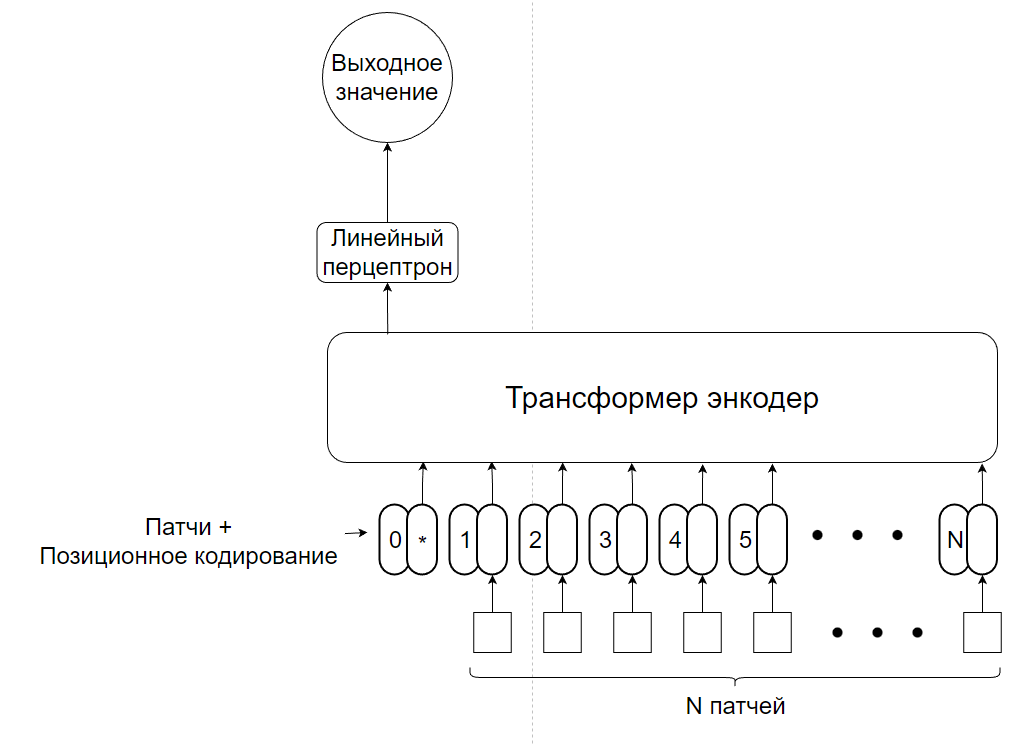 Выходное
значение
Линейный
перцептрон
Трансформер энкодер
Патчи +
Позиционное кодирование
0 * 1 2 3 4 5 N
N патчей